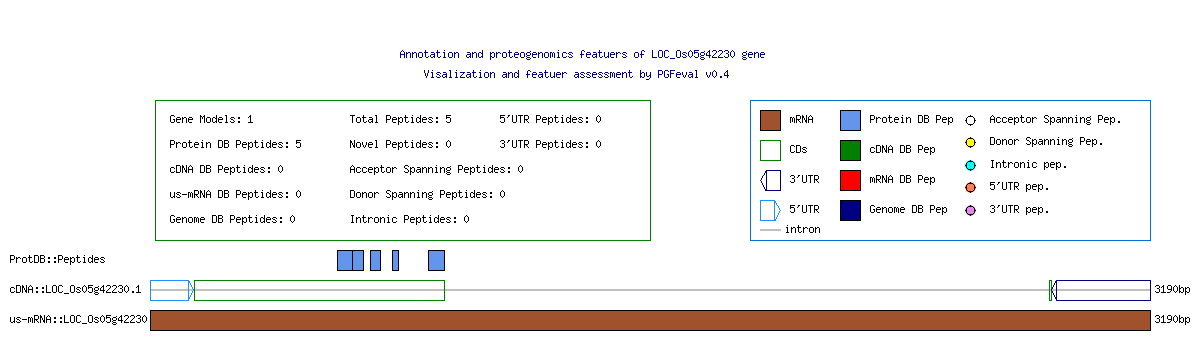 Annotation and proteogenomics featuers of LOC_Os05g42230 gene
Visalization and featuer assessment by PGFeval v0.4
Gene Models: 1 Total Peptides: 5 5'UTR Peptides: 0
Protein DB Peptides: 5 Novel Peptides: 0 3'UTR Peptides: 0
cDNA DB Peptides: 0 Acceptor Spanning Peptides: 0
us-mRNA DB Peptides: 0 Donor Spanning Peptides: 0
Genome DB Peptides: 0 Intronic Peptides: 0
mRNA Protein DB Pep Acceptor Spanning Pep.
CDs cDNA DB Pep Donor Spanning Pep.
3'UTR mRNA DB Pep Intronic pep.
5'UTR Genome DB Pep 5'UTR pep.
intron 3'UTR pep.
ProtDB::Peptides
cDNA::LOC_Os05g42230.1 3190bp
us-mRNA::LOC_Os05g42230 3190bp